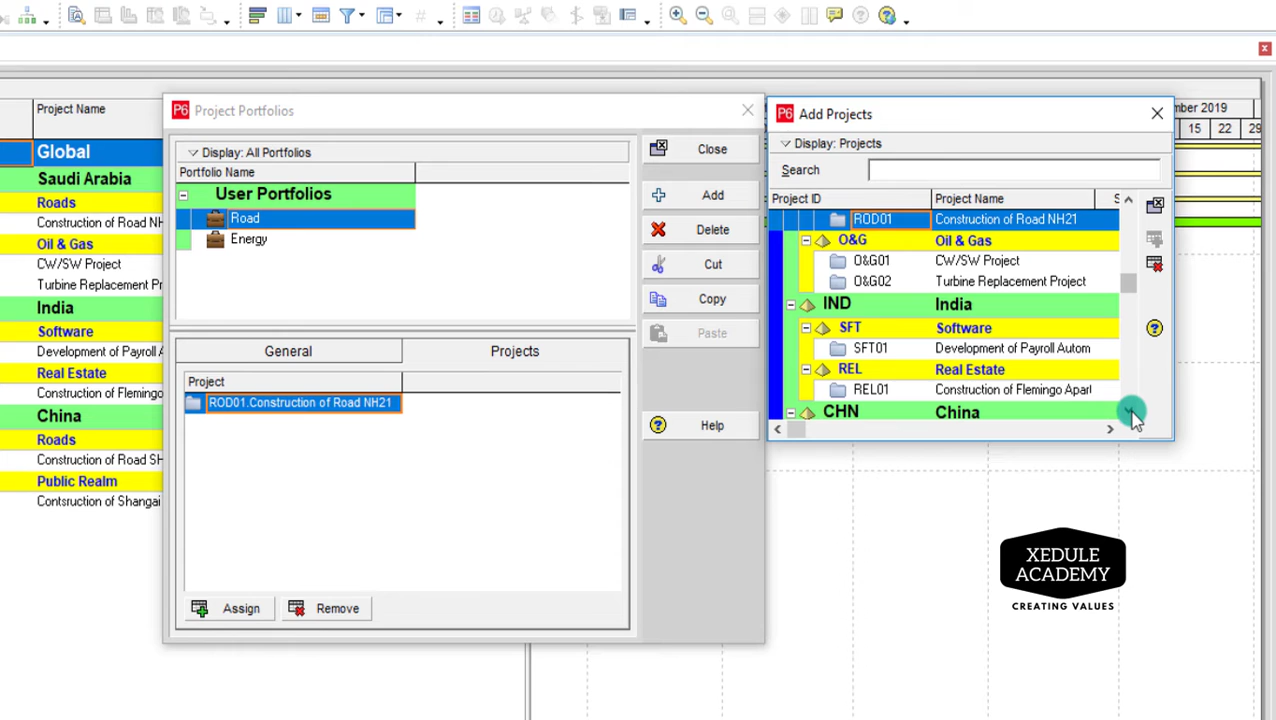 Project Name
Global
Saudi Arabia
Roads
Construction of Road NH
Oil & Gas
CW/SW Project
Turbine Replacement Pr
India
Software
Development of Payroll A
Real Estate
Construction of Fleming
China
Roads
Construction of Road SH
Public Realm
Contsruction of Shangai
P6 Project Portfolios
Display: All Portfolios
Portfolio Name
User Portfolios
Road
Energy
General
Projects
Project
ROD01.Construction of Road NH21
Assign
Remove
Close
Add
Delete
Cut
Copy
Paste
Help
P6 Add Projects
Display: Projects
Search
Project ID
Project Name
S
ROD01 Construction of Road NH21
O&G Oil & Gas
O&G01 CW/SW Project
O&G02 Turbine Replacement Project
IND India
SFT Software
SFT01 Development of Payroll Autom
REL Real Estate
REL01 Construction of Flemingo Apar
CHN China
mber 2019
15 22 29
XEDULE
ACADEMY
CREATING VALUES